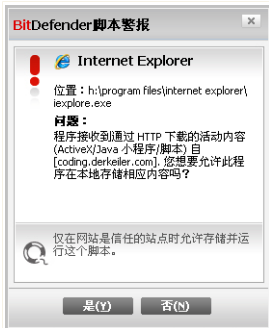 BitDefender脚本警报
Internet Explorer
位置：h:\program files\internet explorer\
iexplore.exe
问题：
程序接收到通过 HTTP 下载的活动内容
(ActiveX/Java 小程序/脚本) 自
[coding.derkeiler.com]. 您想要允许此程
序在本地存储相应内容吗？
仅在网站是信任的站点时允许存储并运
行这个脚本。
是(Y)
否(N)